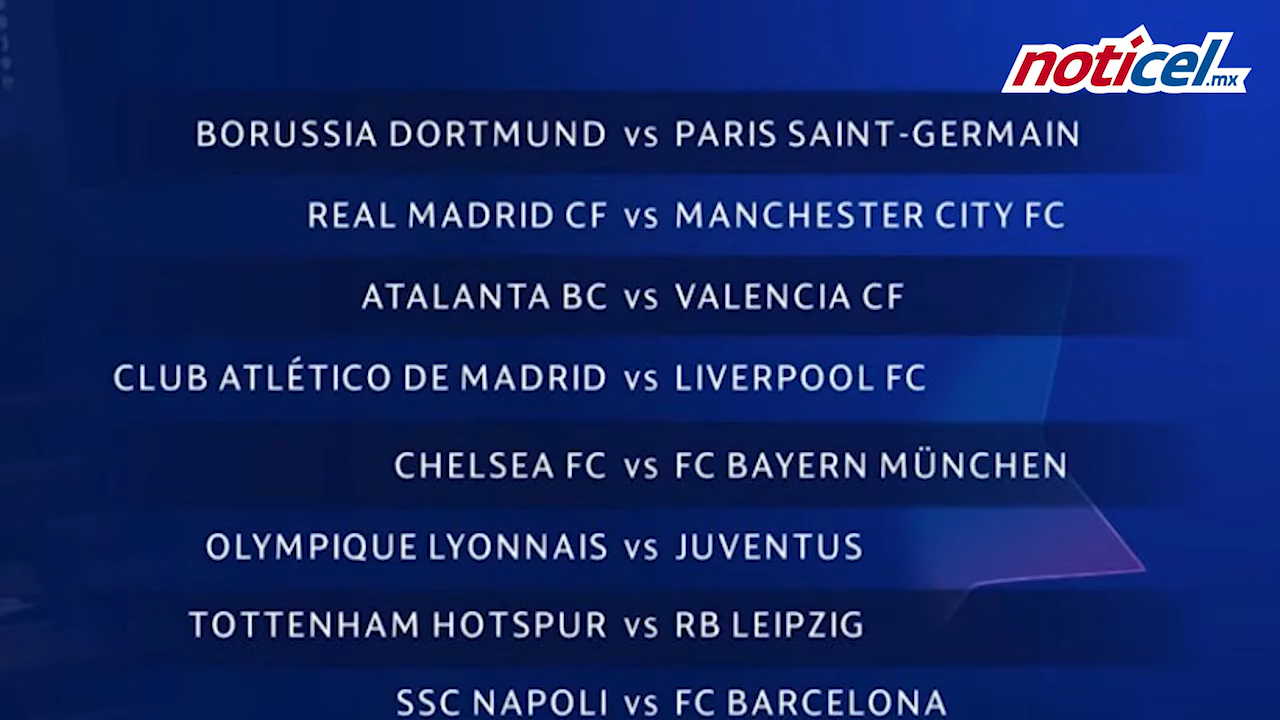 noticel.mx
BORUSSIA DORTMUND vs PARIS SAINT-GERMAIN
REAL MADRID CF vs MANCHESTER CITY FC
ATALANTA BC vs VALENCIA CF
CLUB ATLÉTICO DE MADRID vs LIVERPOOL FC
CHELSEA FC vs FC BAYERN MÜNCHEN
OLYMPIQUE LYONNAIS vs JUVENTUS
TOTTENHAM HOTSPUR vs RB LEIPZIG
SSC NAPOLI vs FC BARCELONA